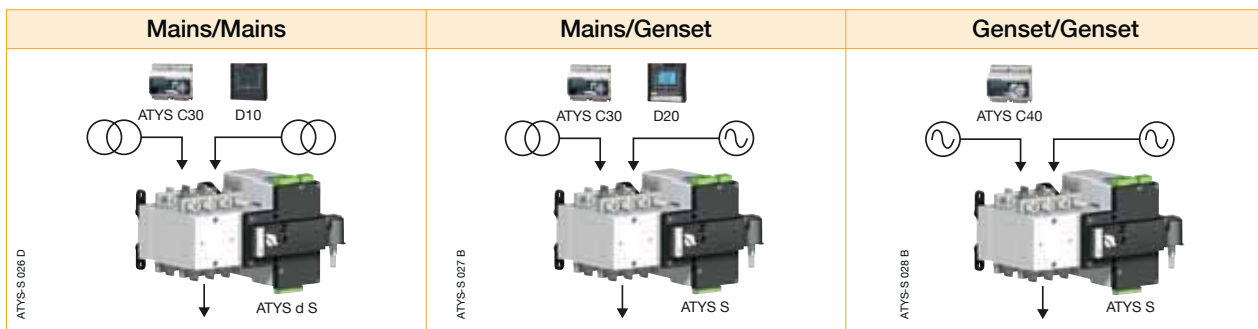 Mains/Mains
Mains/Genset
Genset/Genset
ATYS C30
D10
ATYS-S 026 D
ATYS d S
ATYS C30
D20
ATYS-S 027 B
ATYS S
ATYS C40
ATYS-S 028 B
ATYS S